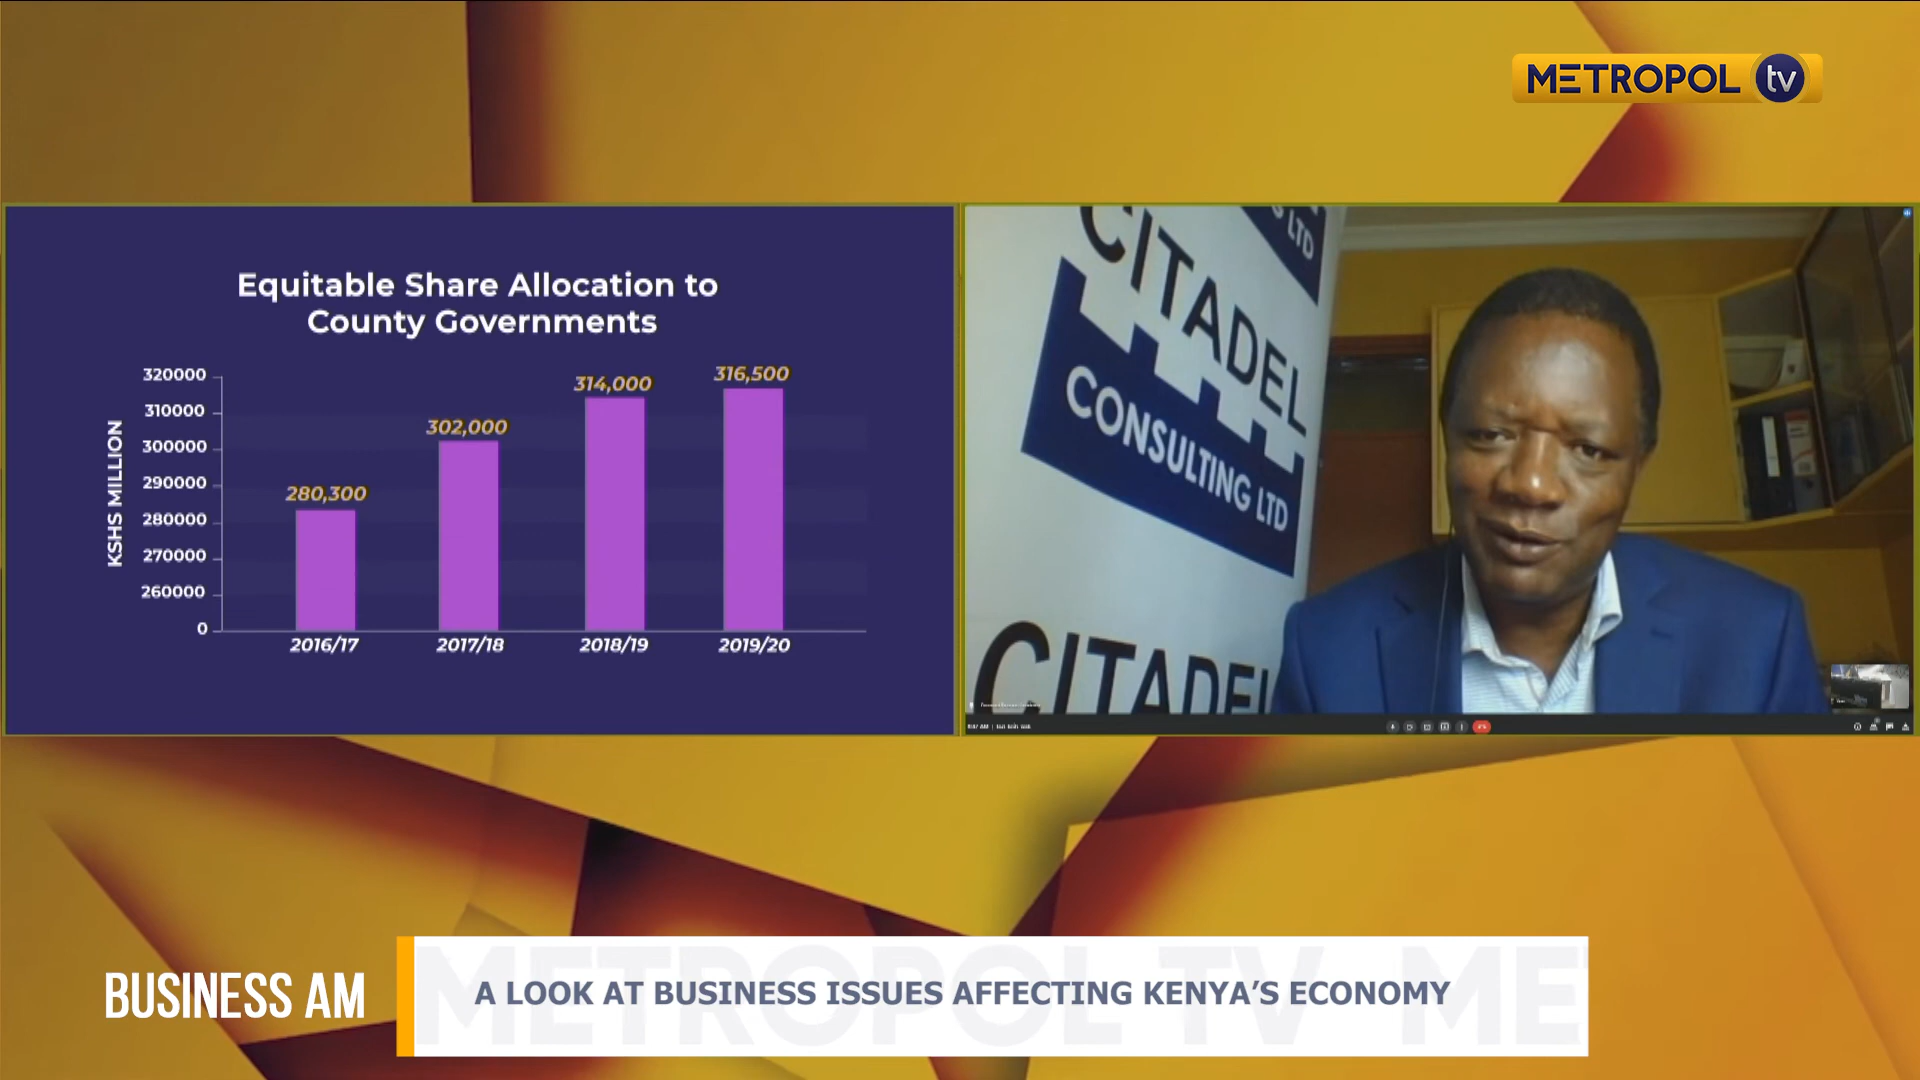 METROPOL tv
Equitable Share Allocation to
County Governments
KSHS MILLION
320000
310000
300000
290000
280000
270000
260000
0
280,300
302,000
314,000
316,500
2016/17
2017/18
2018/19
2019/20
S LTD
CITADEL
CONSULTING LTD
CITADEL
BUSINESS AM
METROPOL TV ME
A LOOK AT BUSINESS ISSUES AFFECTING KENYA’S ECONOMY